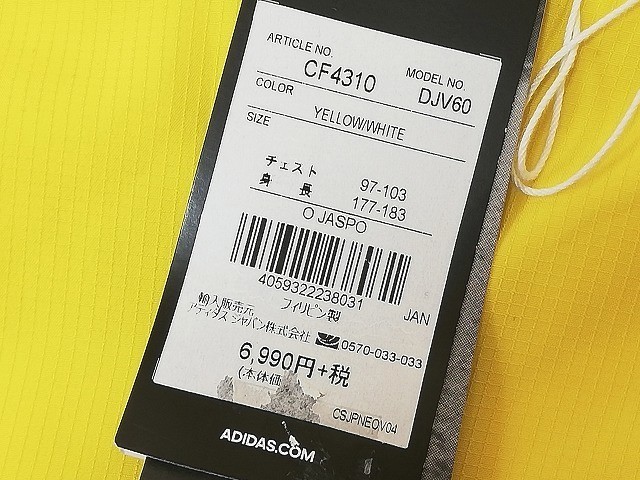 ARTICLE NO. MODEL NO.
CF4310 DJV60
COLOR
YELLOW/WHITE
SIZE
チェスト 97-103
身 長 177-183
O JASPO
4059322238031
フィリピン製 JAN
輸入販売元
アディダス ジャパン株式会社 0570-033-033
6,990円+税
(本体価
CSJPNEOV04
ADIDAS.COM